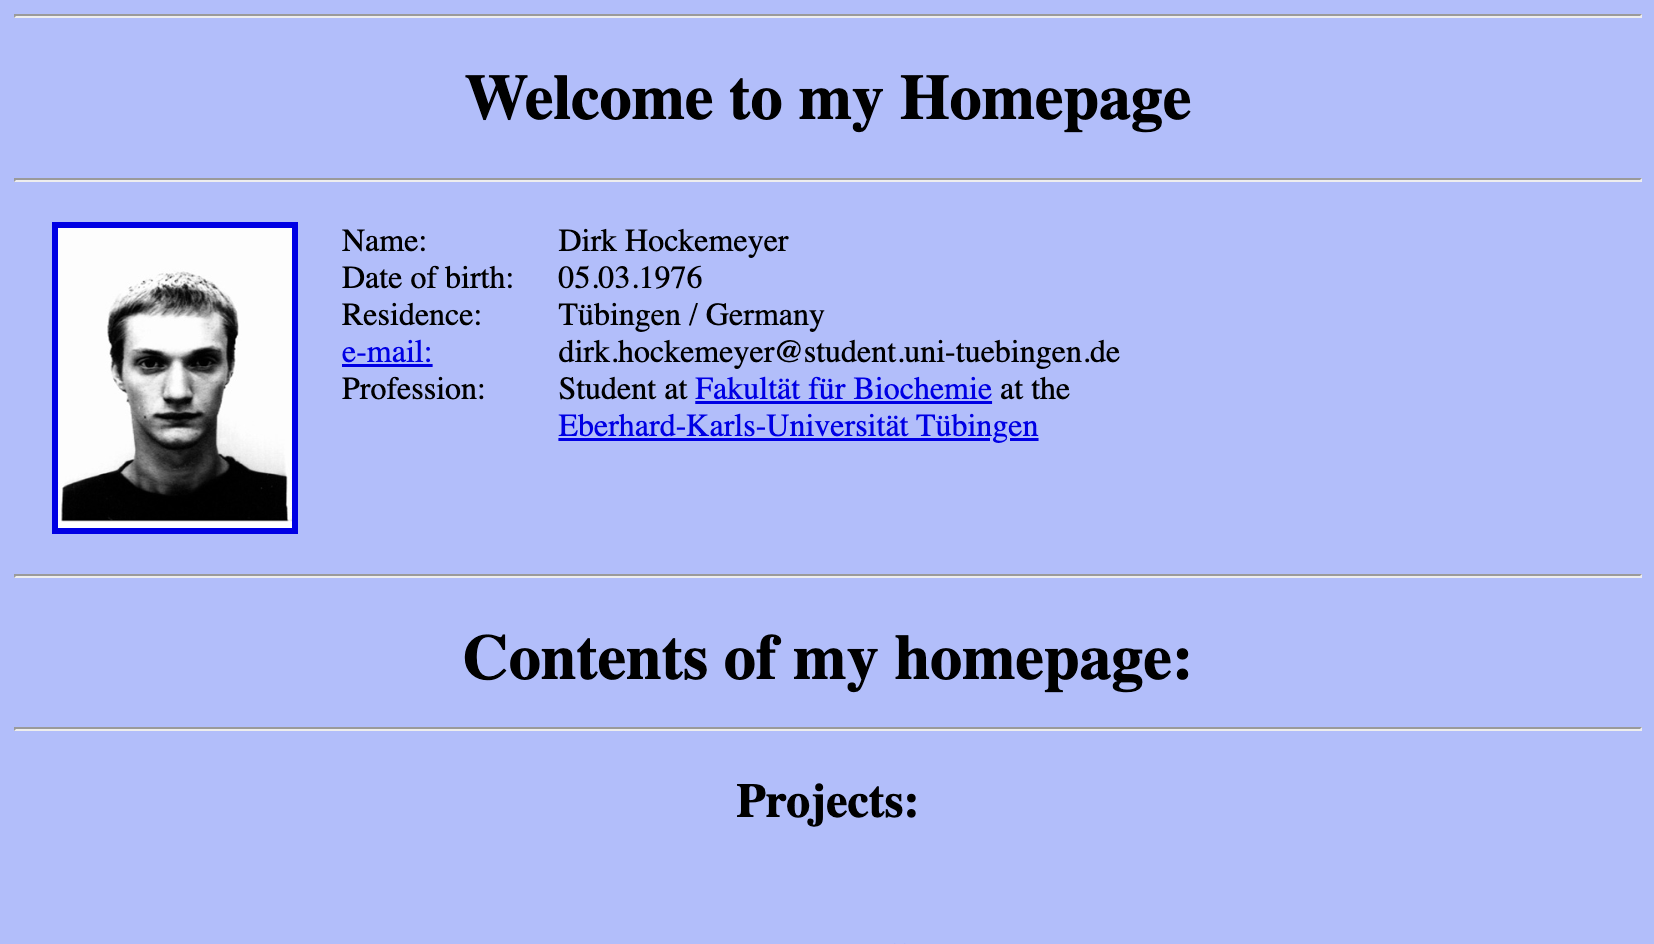 Welcome to my Homepage
Name: Dirk Hockemeyer
Date of birth: 05.03.1976
Residence: Tübingen / Germany
e-mail: dirk.hockemeyer@student.uni-tuebingen.de
Profession: Student at Fakultät für Biochemie at the
Eberhard-Karls-Universität Tübingen
Contents of my homepage:
Projects: